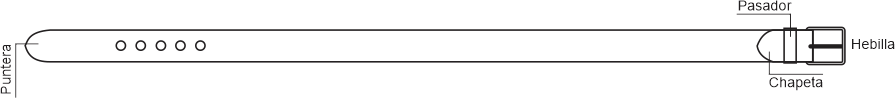 Pasador
Puntera
Hebilla
Chapeta